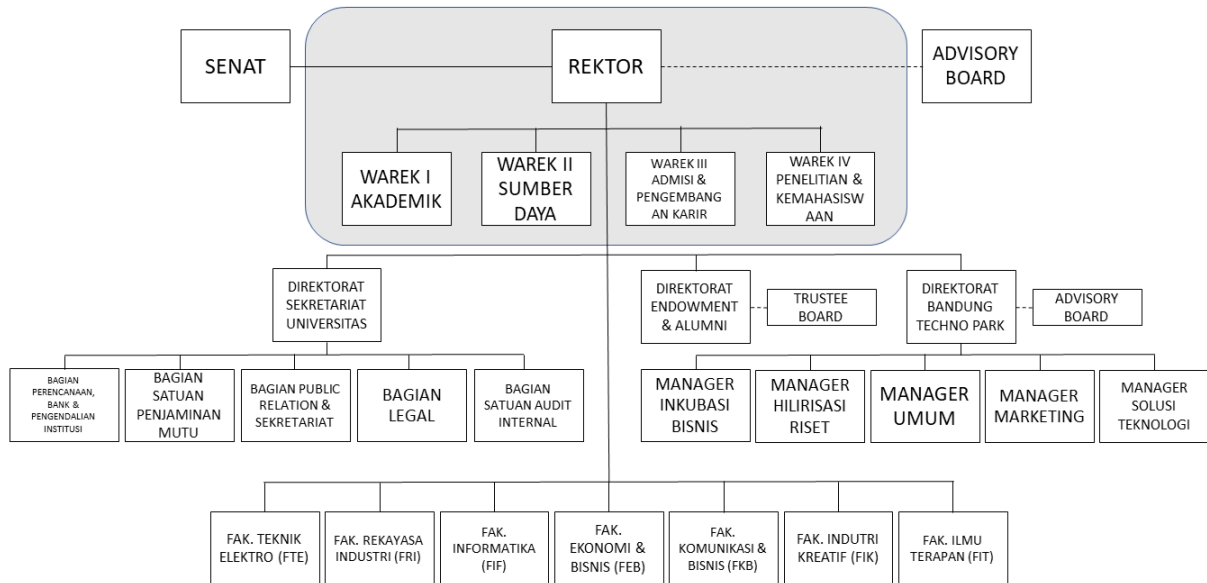 SENAT
REKTOR
ADVISORY
BOARD
WAREK I
AKADEMIK
WAREK II
SUMBER
DAYA
WAREK III
ADMISI &
PENGEMBANG
AN KARIR
WAREK IV
PENELITIAN &
KEMAHASISW
AAN
DIREKTORAT
SEKRETARIAT
UNIVERSITAS
DIREKTORAT
ENDOWMENT
& ALUMNI
TRUSTEE
BOARD
DIREKTORAT
BANDUNG
TECHNO PARK
ADVISORY
BOARD
BAGIAN
PERENCANAAN,
BANK &
PENGENDALIAN
INSTITUSI
BAGIAN
SATUAN
PENJAMINAN
MUTU
BAGIAN PUBLIC
RELATION &
SEKRETARIAT
BAGIAN
LEGAL
BAGIAN
SATUAN AUDIT
INTERNAL
MANAGER
INKUBASI
BISNIS
MANAGER
HILIRISASI
RISET
MANAGER
UMUM
MANAGER
MARKETING
MANAGER
SOLUSI
TEKNOLOGI
FAK. TEKNIK
ELEKTRO (FTE)
FAK. REKAYASA
INDUSTRI (FRI)
FAK.
INFORMATIKA
(FIF)
FAK.
EKONOMI &
BISNIS (FEB)
FAK.
KOMUNIKASI &
BISNIS (FKB)
FAK. INDUTRI
KREATIF (FIK)
FAK. ILMU
TERAPAN (FIT)